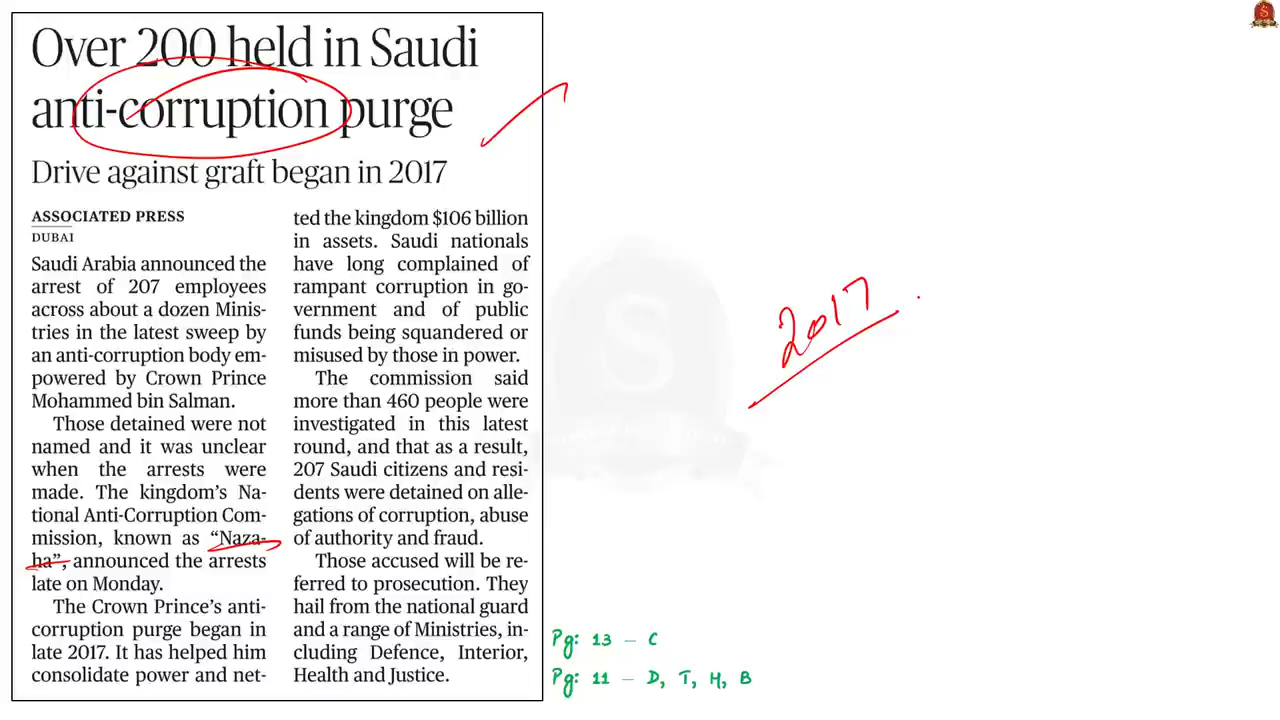 Over 200 held in Saudi
anti-corruption purge
Drive against graft began in 2017
ASSOCIATED PRESS
DUBAI
Saudi Arabia announced the
arrest of 207 employees
across about a dozen Minis-
tries in the latest sweep by
an anti-corruption body em-
powered by Crown Prince
Mohammed bin Salman.
Those detained were not
named and it was unclear
when the arrests were
made. The kingdom's Na-
tional Anti-Corruption Com-
mission, known as “Naza-
ha”, announced the arrests
late on Monday.
The Crown Prince's anti-
corruption purge began in
late 2017. It has helped him
consolidate power and net-
ted the kingdom $106 billion
in assets. Saudi nationals
have long complained of
rampant corruption in go-
vernment and of public
funds being squandered or
misused by those in power.
The commission said
more than 460 people were
investigated in this latest
round, and that as a result,
207 Saudi citizens and resi-
dents were detained on alle-
gations of corruption, abuse
of authority and fraud.
Those accused will be re-
ferred to prosecution. They
hail from the national guard
and a range of Ministries, in-
cluding Defence, Interior,
Health and Justice.
2017
Pg: 13 – C
Pg: 11 – D, T, H, B